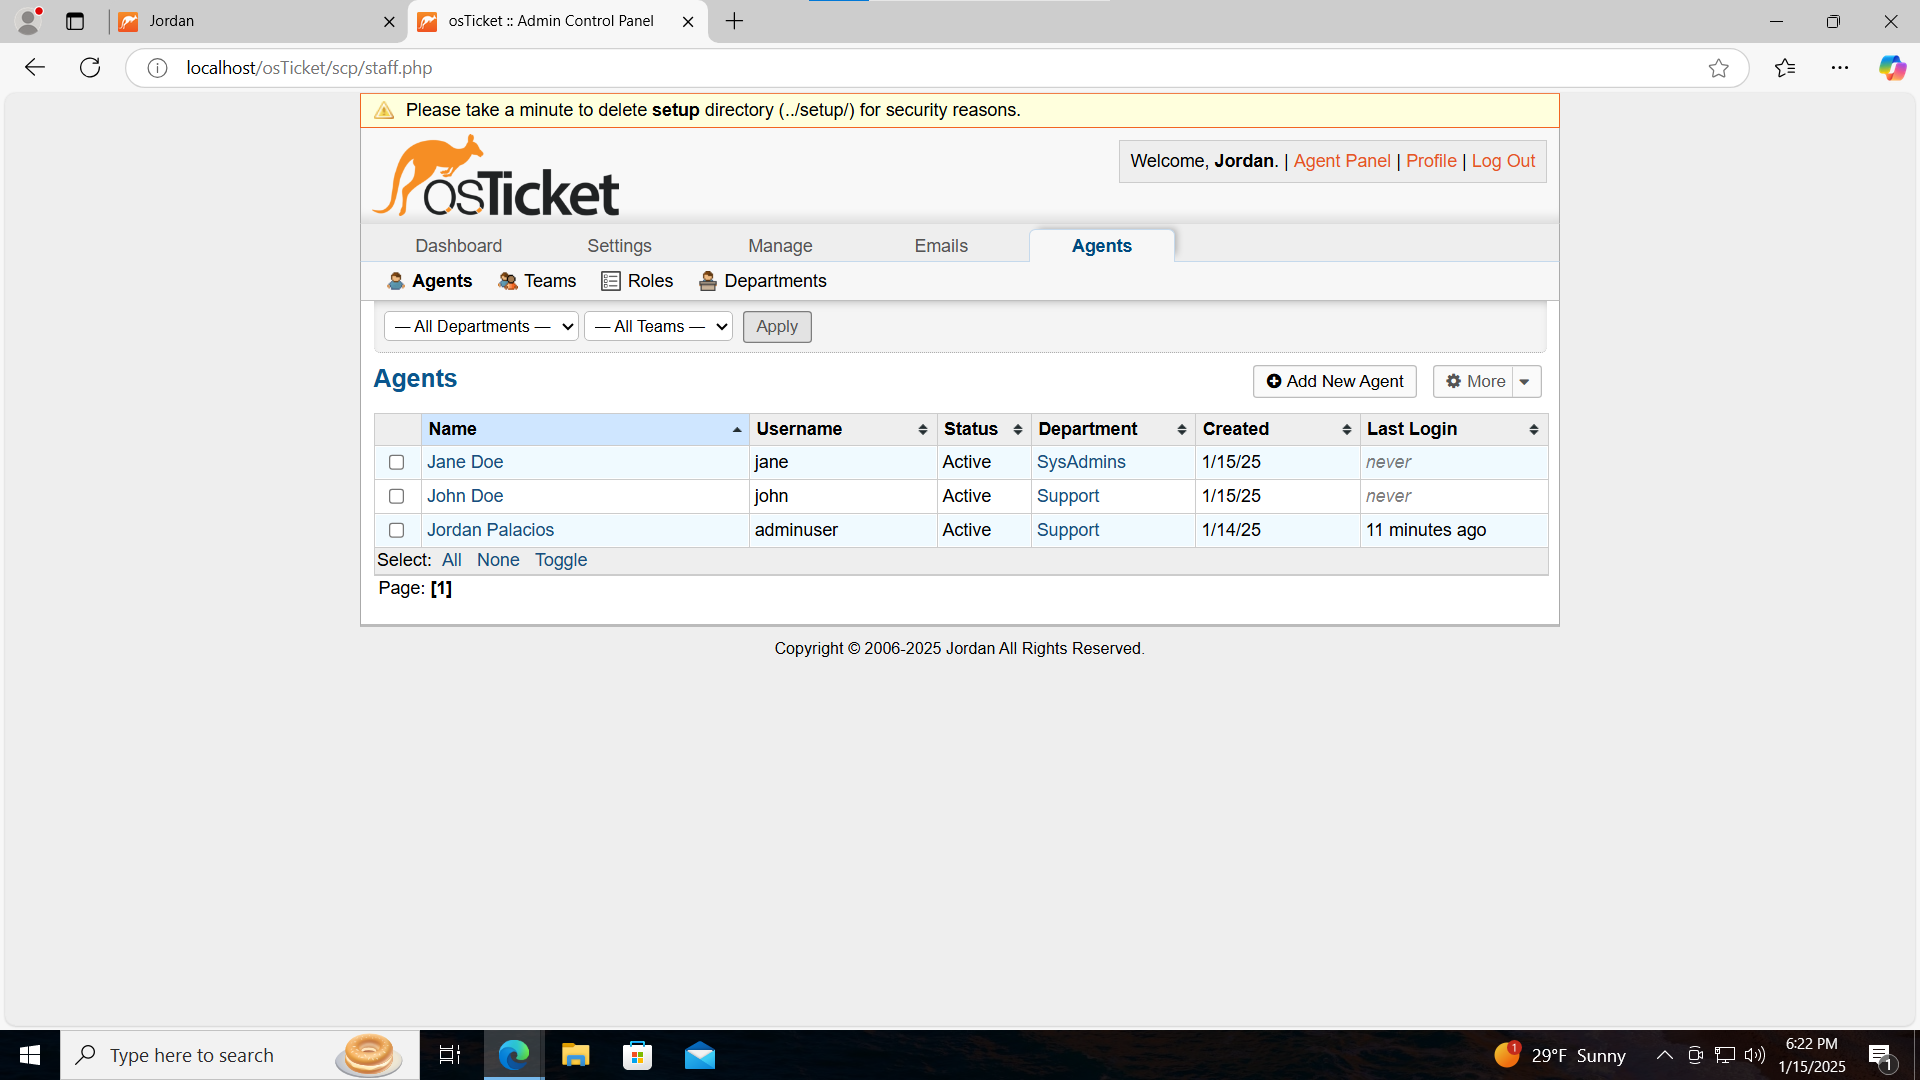 Jordan
osTicket :: Admin Control Panel
localhost/osTicket/scp/staff.php
Please take a minute to delete setup directory (../setup/) for security reasons.
osTicket
Welcome, Jordan. | Agent Panel | Profile | Log Out
Dashboard Settings Manage Emails Agents
Agents Teams Roles Departments
— All Departments — — All Teams — Apply
Agents
Add New Agent More
Name Username Status Department Created Last Login
Jane Doe jane Active SysAdmins 1/15/25 never
John Doe john Active Support 1/15/25 never
Jordan Palacios adminuser Active Support 1/14/25 11 minutes ago
Select: All None Toggle
Page: [1]
Copyright © 2006-2025 Jordan All Rights Reserved.
Type here to search
1
29°F Sunny
6:22 PM
1/15/2025
1